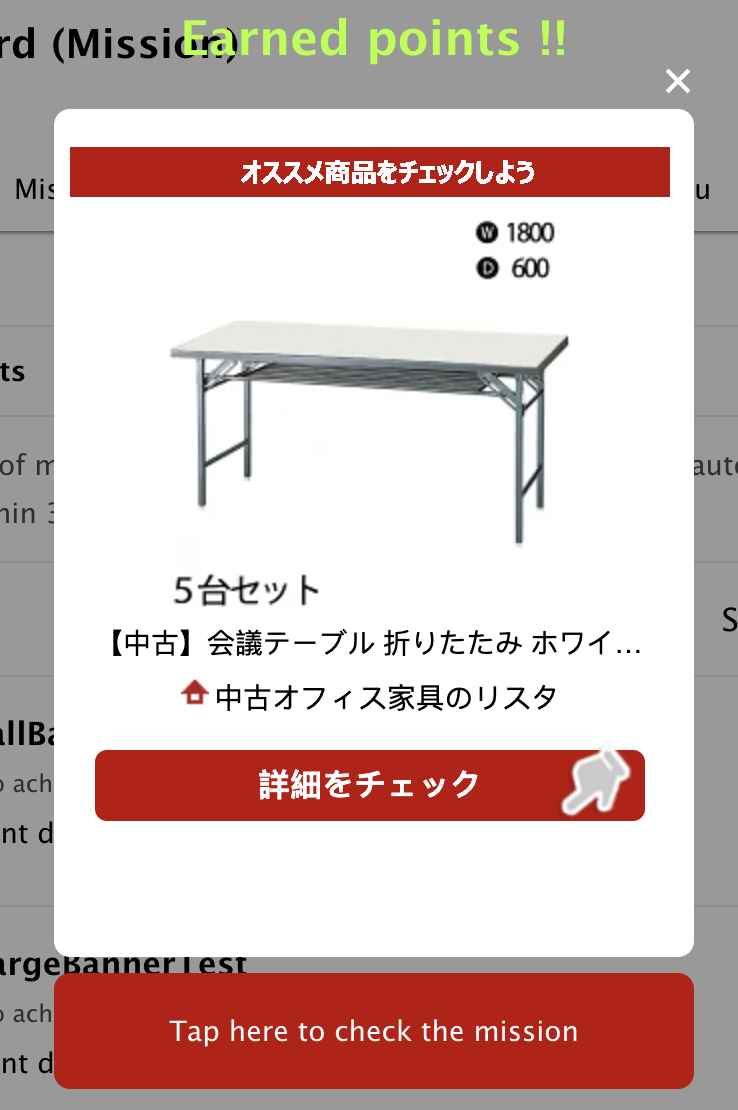 rd (Mission)
Earned points !!
×
Mis
u
オススメ商品をチェックしよう
W 1800
D 600
ts
of m
auto
hin 3
5台セット
S
【中古】会議テーブル 折りたたみ ホワイ...
中古オフィス家具のリスタ
allBa
o ach
詳細をチェック
nt d
argeBannerTest
o ach
Tap here to check the mission
nt d